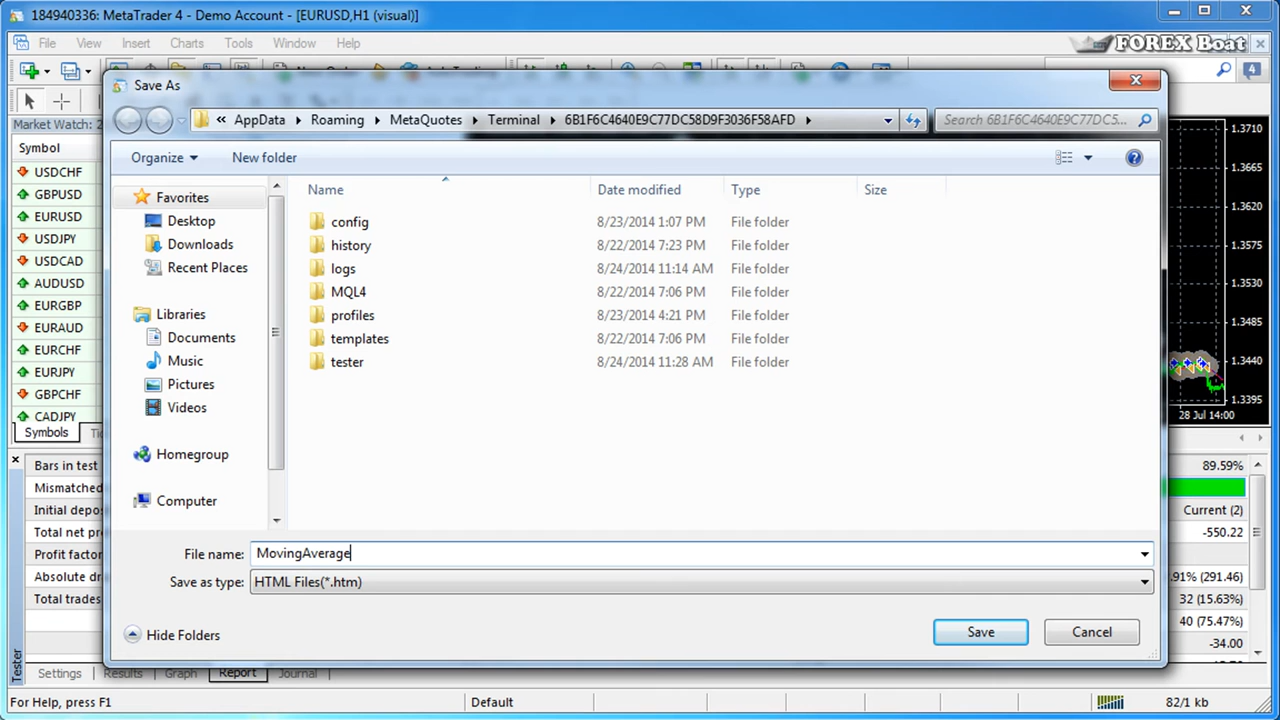 184940336: MetaTrader 4 - Demo Account - [EURUSD,H1 (visual)]
File View Insert Charts Tools Window Help
FOREX Boat
4
Save As
« AppData Roaming MetaQuotes Terminal 6B1F6C4640E9C77DC58D9F3036F58AFD
Search 6B1F6C4640E9C77DC5...
Market Watch: 2
Organize New folder
Symbol
USDCHF
GBPUSD
EURUSD
USDJPY
USDCAD
AUDUSD
EURGBP
EURAUD
EURCHF
EURJPY
GBPCHF
CADJPY
Symbols
Favorites
Desktop
Downloads
Recent Places
Libraries
Documents
Music
Pictures
Videos
Homegroup
Computer
Name Date modified Type Size
config 8/23/2014 1:07 PM File folder
history 8/22/2014 7:23 PM File folder
logs 8/24/2014 11:14 AM File folder
MQL4 8/22/2014 7:06 PM File folder
profiles 8/23/2014 4:21 PM File folder
templates 8/22/2014 7:06 PM File folder
tester 8/24/2014 11:28 AM File folder
1.3710
1.3665
1.3620
1.3575
1.3530
1.3485
1.3440
1.3395
28 Jul 14:00
File name: MovingAverage
Save as type: HTML Files(*.htm)
Hide Folders
Save Cancel
Bars in test 89.59%
Mismatched
Initial depo Current (2)
Total net pr -550.22
Profit factor
Absolute dr .91% (291.46)
Total trades 32 (15.63%)
40 (75.47%)
-34.00
Tester
Settings Results Graph Report Journal
For Help, press F1 Default 82/1 kb